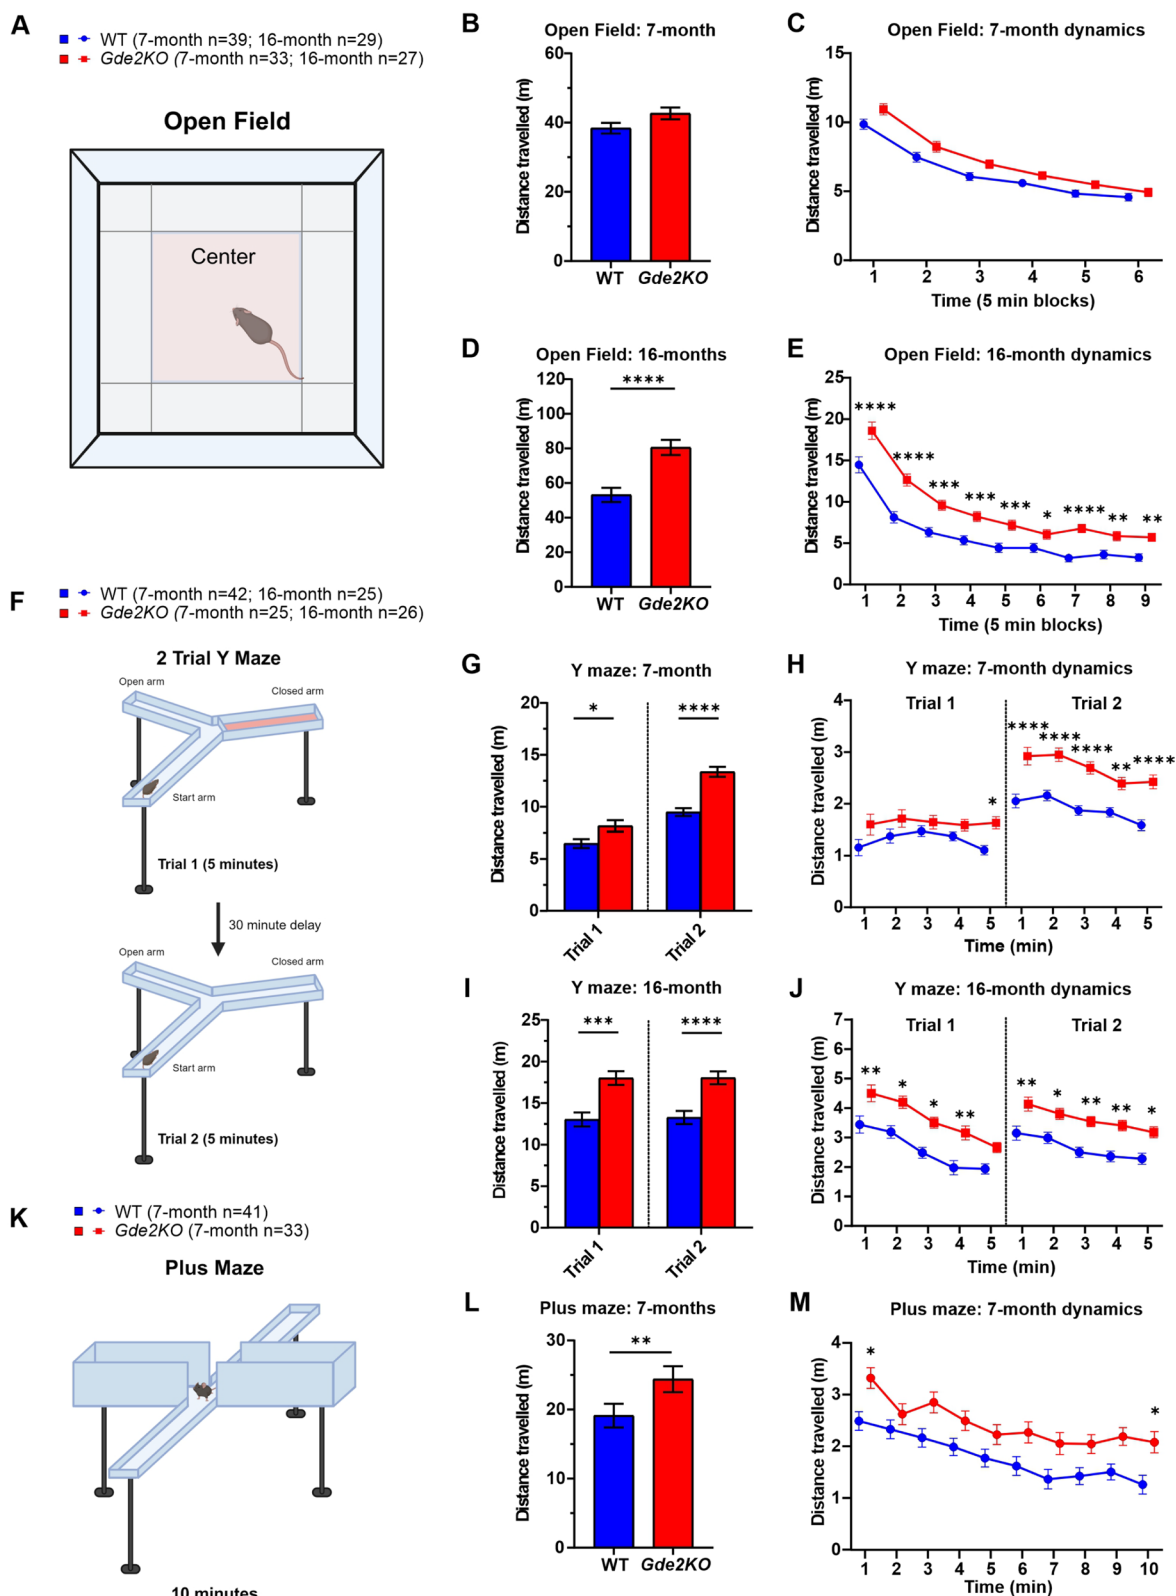 A
WT (7-month n=39; 16-month n=29)
Gde2KO (7-month n=33; 16-month n=27)
Open Field
Center
B
Open Field: 7-month
Distance travelled (m)
60
40
20
0
WT Gde2KO
C
Open Field: 7-month dynamics
Distance travelled (m)
15
10
5
0
1 2 3 4 5 6
Time (5 min blocks)
D
Open Field: 16-months
Distance travelled (m)
120
100
80
60
40
20
0
****
WT Gde2KO
E
Open Field: 16-month dynamics
Distance travelled (m)
25
20
15
10
5
0
**** **** *** *** *** * **** ** **
1 2 3 4 5 6 7 8 9
Time (5 min blocks)
F
WT (7-month n=42; 16-month n=25)
Gde2KO (7-month n=25; 16-month n=26)
2 Trial Y Maze
Open arm
Closed arm
Start arm
Trial 1 (5 minutes)
30 minute delay
Open arm
Closed arm
Start arm
Trial 2 (5 minutes)
G
Y maze: 7-month
Distance travelled (m)
20
15
10
5
0
* ****
Trial 1 Trial 2
H
Y maze: 7-month dynamics
Trial 1 Trial 2
Distance travelled (m)
4
3
2
1
0
* **** **** **** ** ****
1 2 3 4 5 1 2 3 4 5
Time (min)
I
Y maze: 16-month
Distance travelled (m)
25
20
15
10
5
0
*** ****
Trial 1 Trial 2
J
Y maze: 16-month dynamics
Trial 1 Trial 2
Distance travelled (m)
7
6
5
4
3
2
1
0
** * * ** ** * ** ** *
1 2 3 4 5 1 2 3 4 5
Time (min)
K
WT (7-month n=41)
Gde2KO (7-month n=33)
Plus Maze
10 minutes
L
Plus maze: 7-months
Distance travelled (m)
30
20
10
0
**
WT Gde2KO
M
Plus maze: 7-month dynamics
Distance travelled (m)
4
3
2
1
0
* *
1 2 3 4 5 6 7 8 9 10
Time (min)